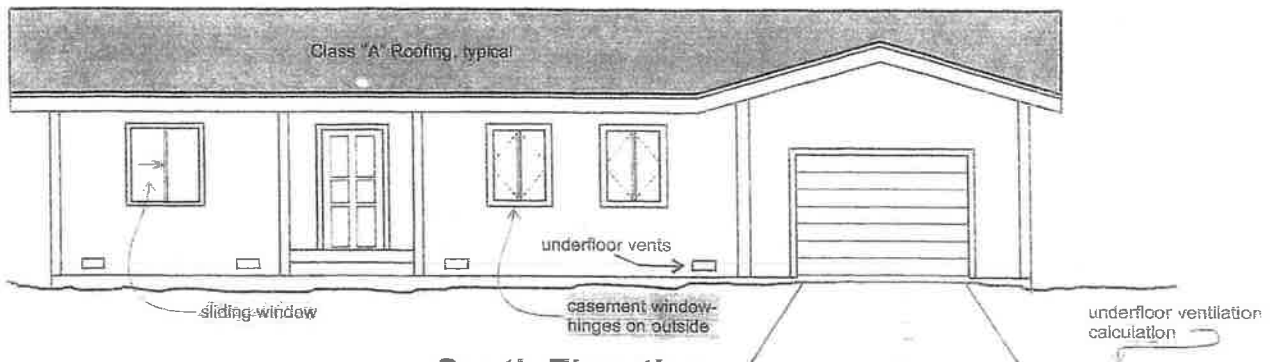 Class "A" Roofing, typical
underfloor vents
sliding window
casement window-
hinges on outside
underfloor ventilation
calculation